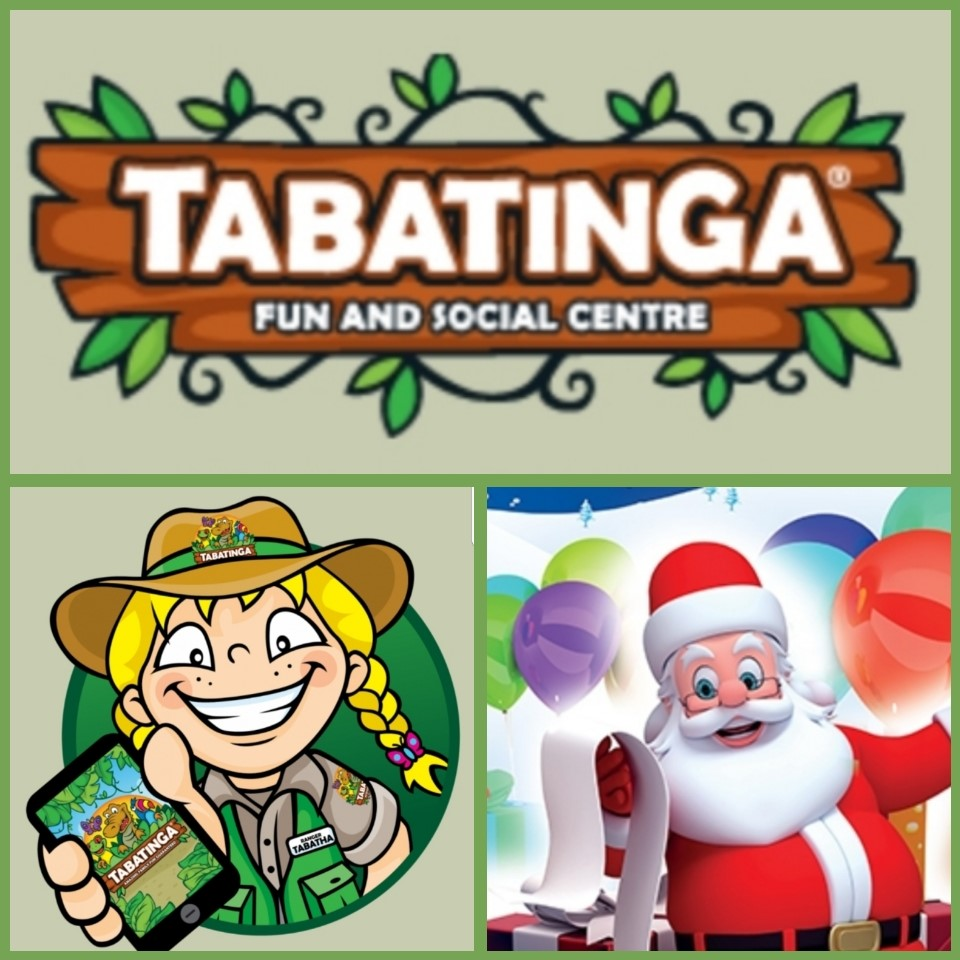 TABATINGA®
FUN AND SOCIAL CENTRE
TABATINGA
RANGER
TABATHA
TABATINGA